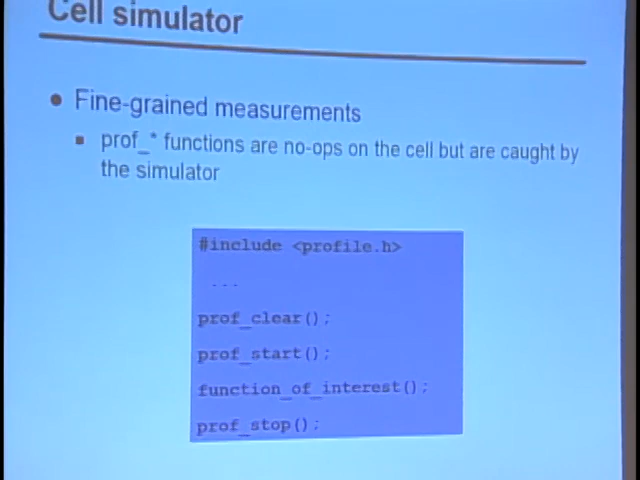 Cell simulator
Fine-grained measurements
prof_* functions are no-ops on the cell but are caught by
the simulator
#include <profile.h>
...
prof_clear();
prof_start();
function_of_interest();
prof_stop();